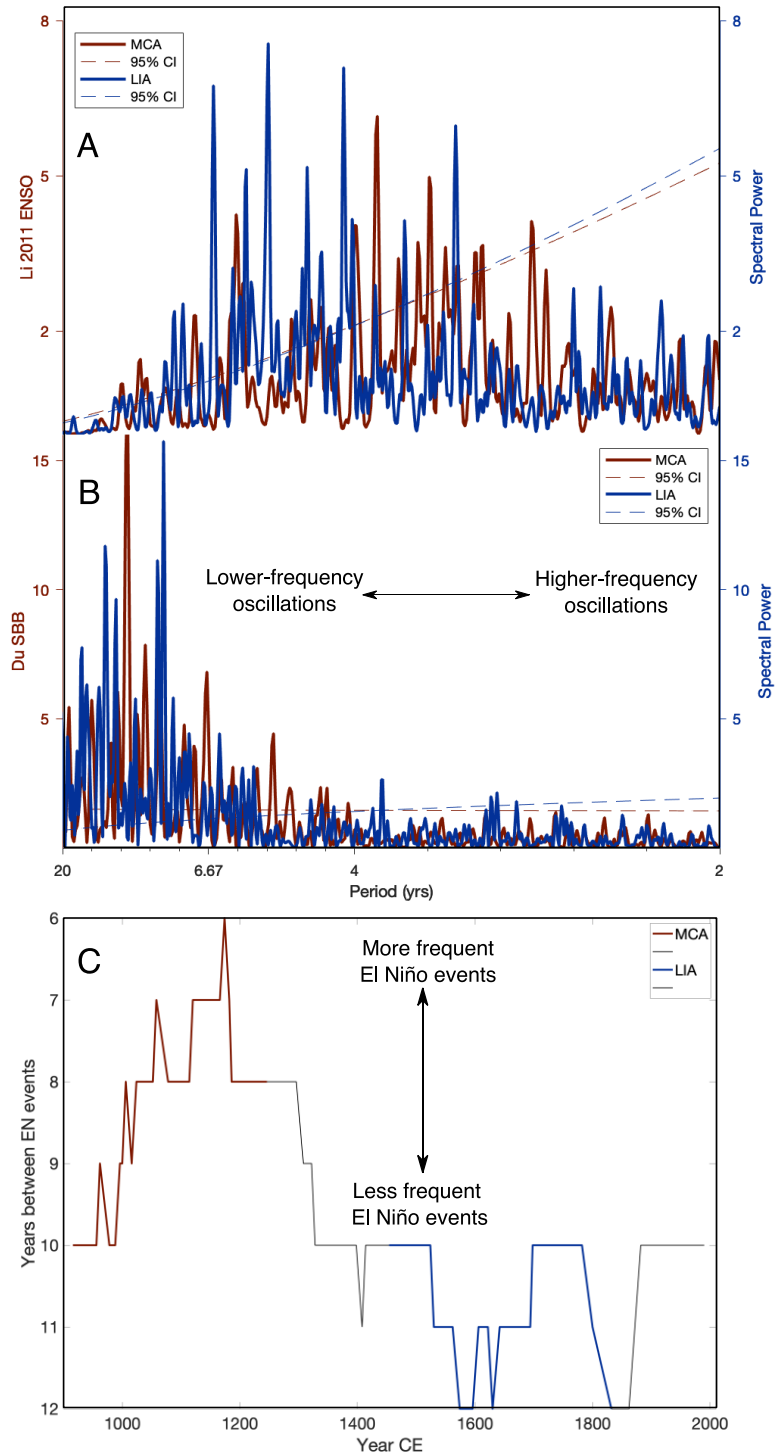 8
5
2
Li 2011 ENSO
MCA
95% CI
LIA
95% CI
A
8
5
2
Spectral Power
15
10
5
Du SBB
B
MCA
95% CI
LIA
95% CI
Lower-frequency
oscillations
Higher-frequency
oscillations
15
10
5
Spectral Power
20
6.67
4
2
Period (yrs)
6
7
8
9
10
11
12
Years between EN events
C
More frequent
El Niño events
Less frequent
El Niño events
MCA
LIA
1000
1200
1400
1600
1800
2000
Year CE